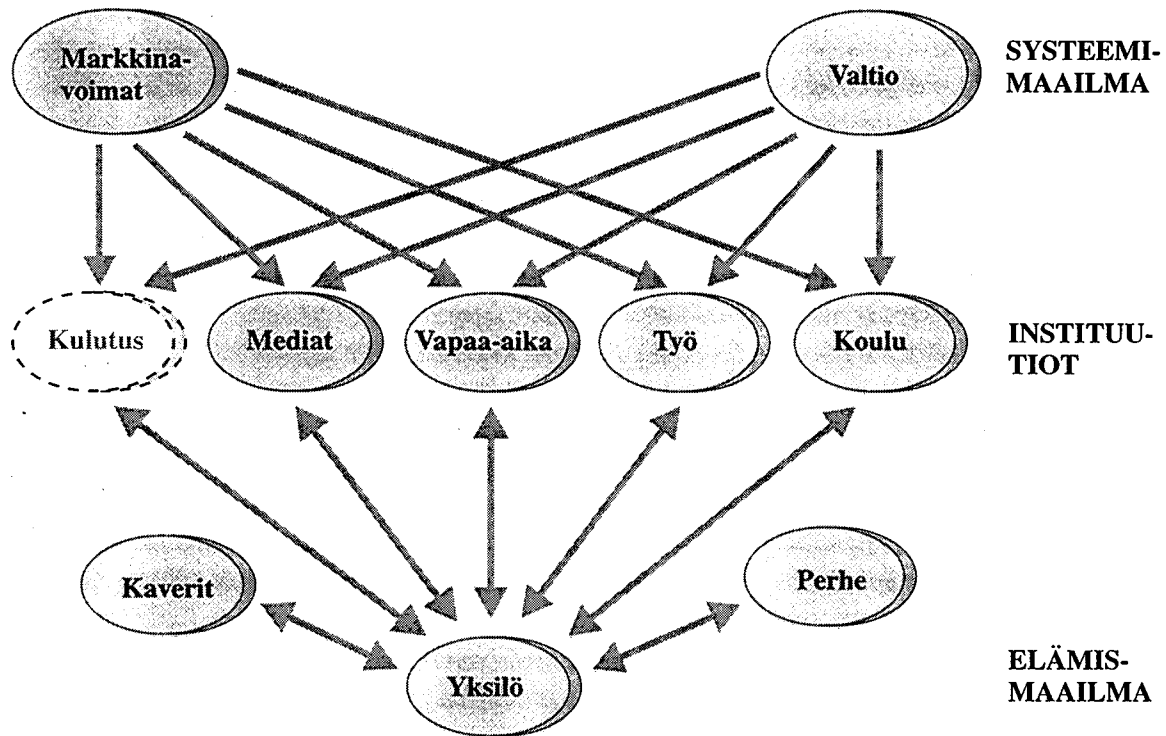 Markkina-
voimat
Valtio
SYSTEEMI-
MAAILMA
Kulutus
Mediat
Vapaa-aika
Työ
Koulu
INSTITUU-
TIOT
Kaverit
Perhe
Yksilö
ELÄMIS-
MAAILMA